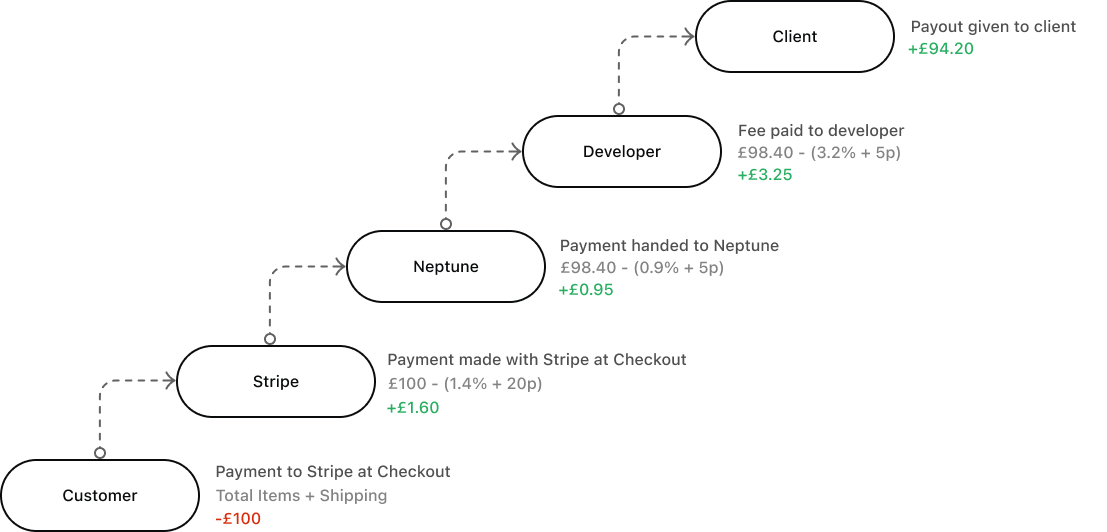 Client
Payout given to client
+£94.20
Developer
Fee paid to developer
£98.40 - (3.2% + 5p)
+£3.25
Neptune
Payment handed to Neptune
£98.40 - (0.9% + 5p)
+£0.95
Stripe
Payment made with Stripe at Checkout
£100 - (1.4% + 20p)
+£1.60
Customer
Payment to Stripe at Checkout
Total Items + Shipping
-£100